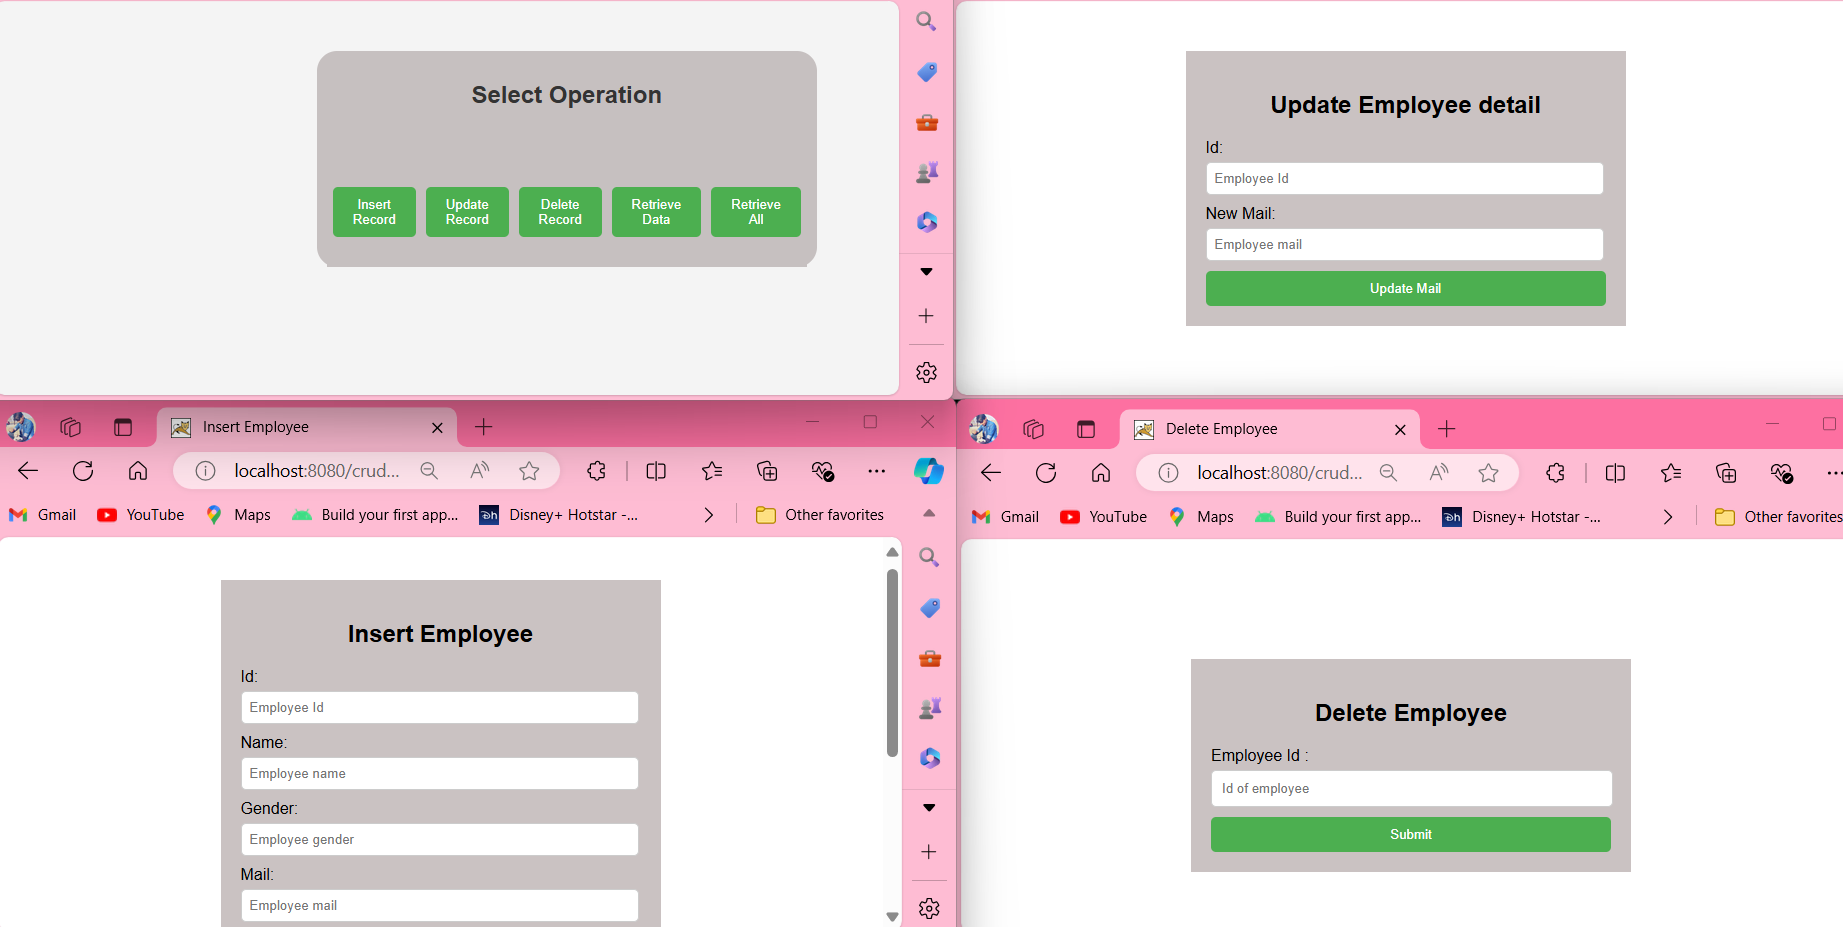 Select Operation
Insert
Record
Update
Record
Delete
Record
Retrieve
Data
Retrieve
All
Update Employee detail
Id:
Employee Id
New Mail:
Employee mail
Update Mail
Insert Employee
localhost:8080/crud...
Gmail
YouTube
Maps
Build your first app...
Disney+ Hotstar -...
Other favorites
Insert Employee
Id:
Employee Id
Name:
Employee name
Gender:
Employee gender
Mail:
Employee mail
Delete Employee
localhost:8080/crud...
Gmail
YouTube
Maps
Build your first app...
Disney+ Hotstar -...
Other favorites
Delete Employee
Employee Id :
Id of employee
Submit